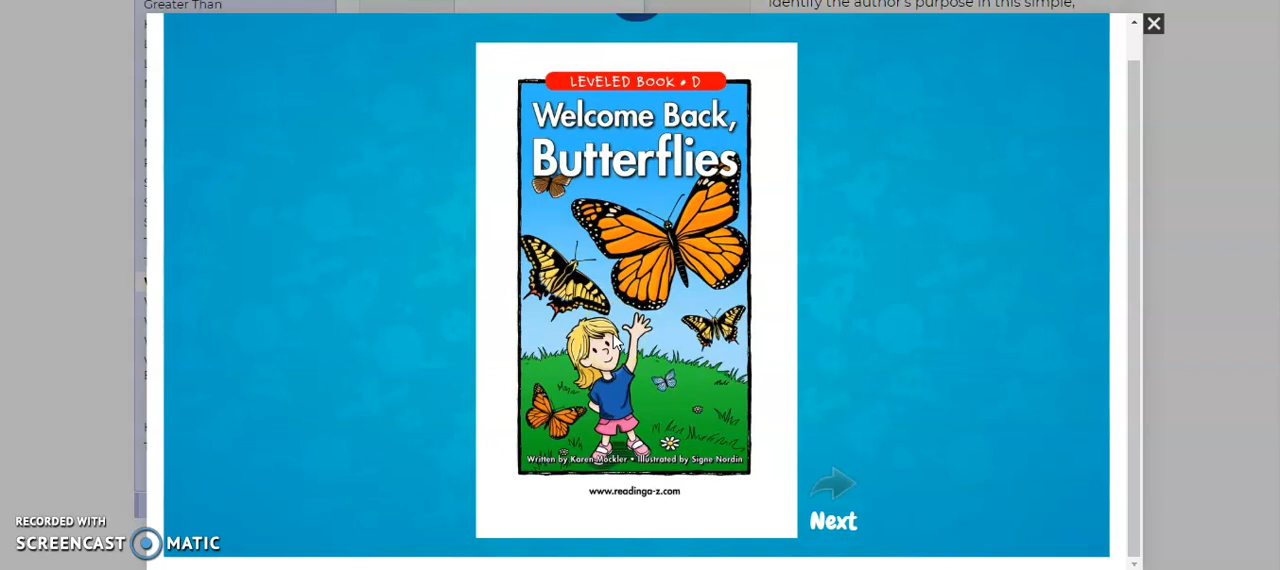 Greater Than
identify the author's purpose in this simple,
LEVELED BOOK • D
Welcome Back,
Butterflies
Written by Karen Mockler • Illustrated by Signe Nordin
www.readinga-z.com
Next
RECORDED WITH
SCREENCAST MATIC